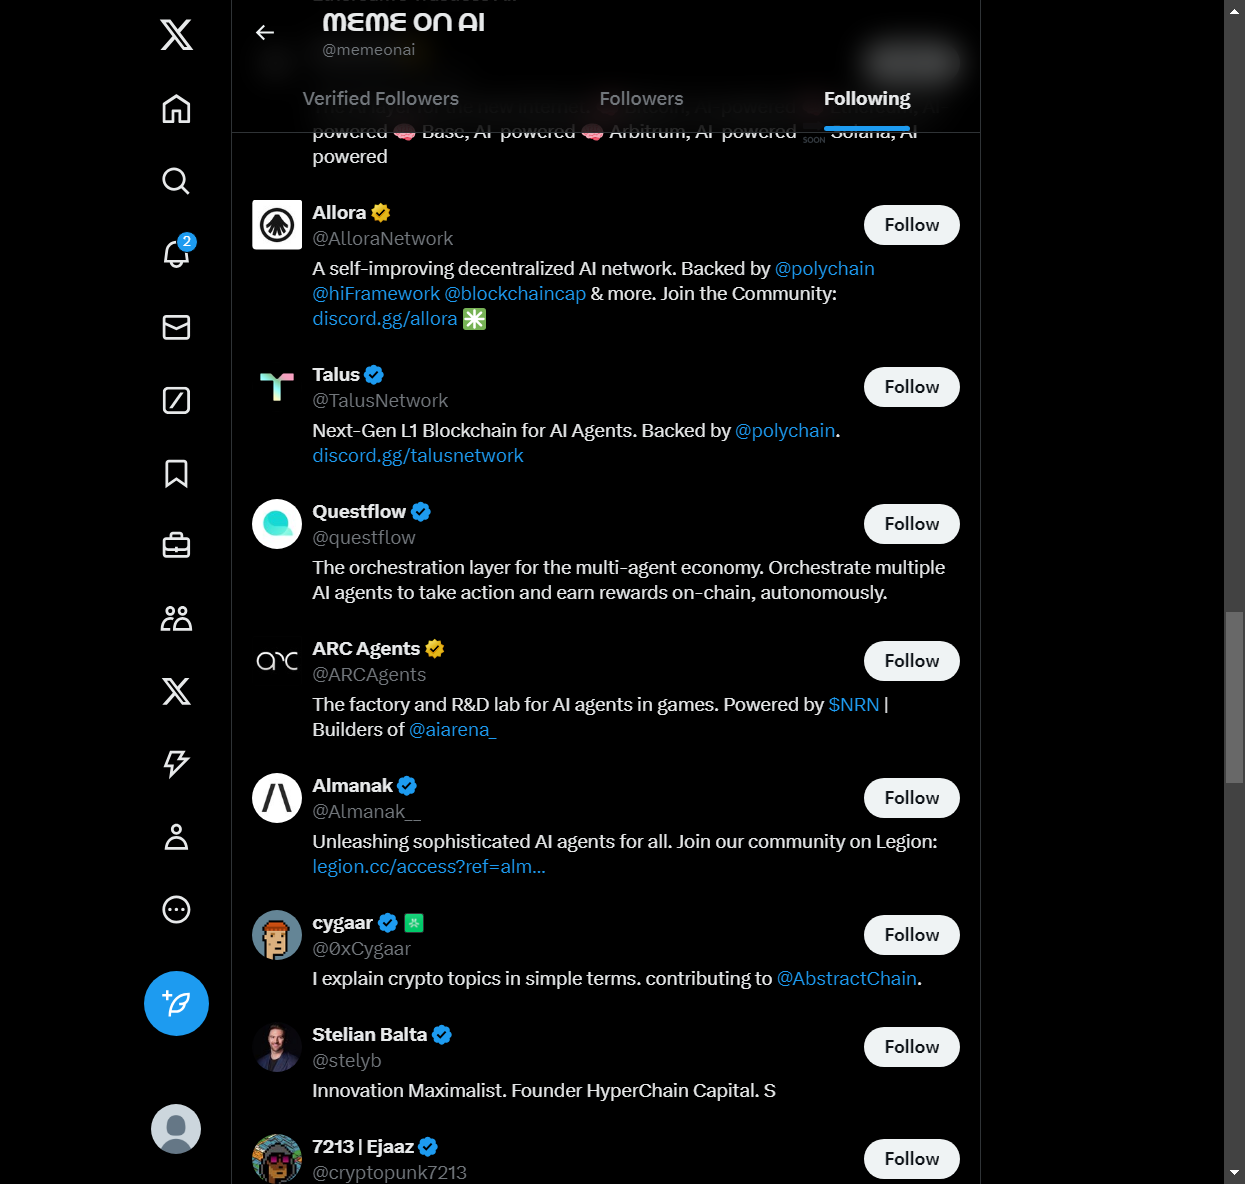 MEME ON AI
@memeonai
Verified Followers
Followers
Following
powered 🧠 Base, AI-powered 🧠 Arbitrum, AI-powered SOON Solana, AI
powered
Allora
@AlloraNetwork
Follow
A self-improving decentralized AI network. Backed by @polychain
@hiFramework @blockchaincap & more. Join the Community:
discord.gg/allora ✳️
Talus
@TalusNetwork
Follow
Next-Gen L1 Blockchain for AI Agents. Backed by @polychain.
discord.gg/talusnetwork
Questflow
@questflow
Follow
The orchestration layer for the multi-agent economy. Orchestrate multiple
AI agents to take action and earn rewards on-chain, autonomously.
arc
ARC Agents
@ARCAgents
Follow
The factory and R&D lab for AI agents in games. Powered by $NRN |
Builders of @aiarena_
Almanak
@Almanak__
Follow
Unleashing sophisticated AI agents for all. Join our community on Legion:
legion.cc/access?ref=alm…
cygaar
@0xCygaar
Follow
I explain crypto topics in simple terms. contributing to @AbstractChain.
Stelian Balta
@stelyb
Follow
Innovation Maximalist. Founder HyperChain Capital. S
7213 | Ejaaz
@cryptopunk7213
Follow
2